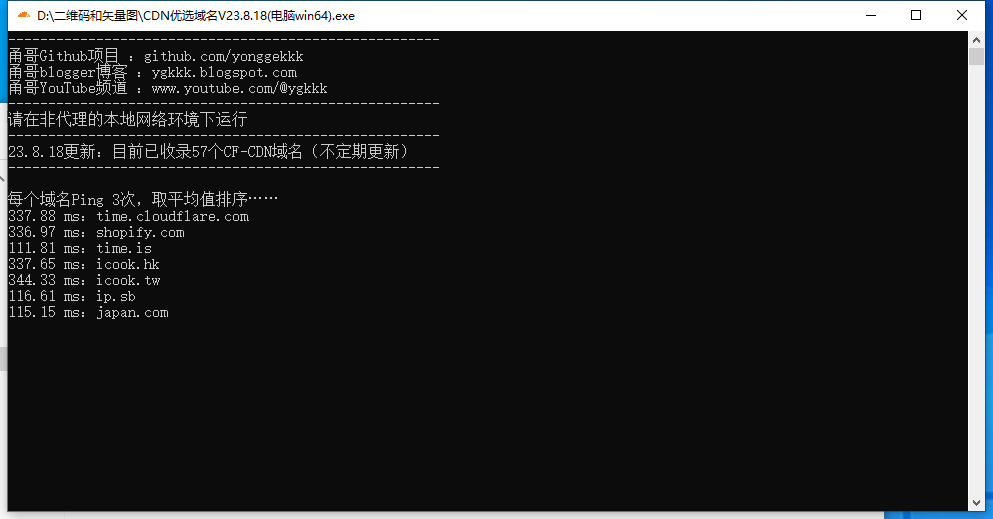 D:\二维码和矢量图\CDN优选域名V23.8.18(电脑win64).exe
------------------------------------------------------
甬哥Github项目 ：github.com/yonggekkk
甬哥blogger博客 ：ygkkk.blogspot.com
甬哥YouTube频道 ：www.youtube.com/@ygkkk
------------------------------------------------------
请在非代理的本地网络环境下运行
------------------------------------------------------
23.8.18更新：目前已收录57个CF-CDN域名（不定期更新）
------------------------------------------------------
每个域名Ping 3次，取平均值排序……
337.88 ms：time.cloudflare.com
336.97 ms：shopify.com
111.81 ms：time.is
337.65 ms：icook.hk
344.33 ms：icook.tw
116.61 ms：ip.sb
115.15 ms：japan.com